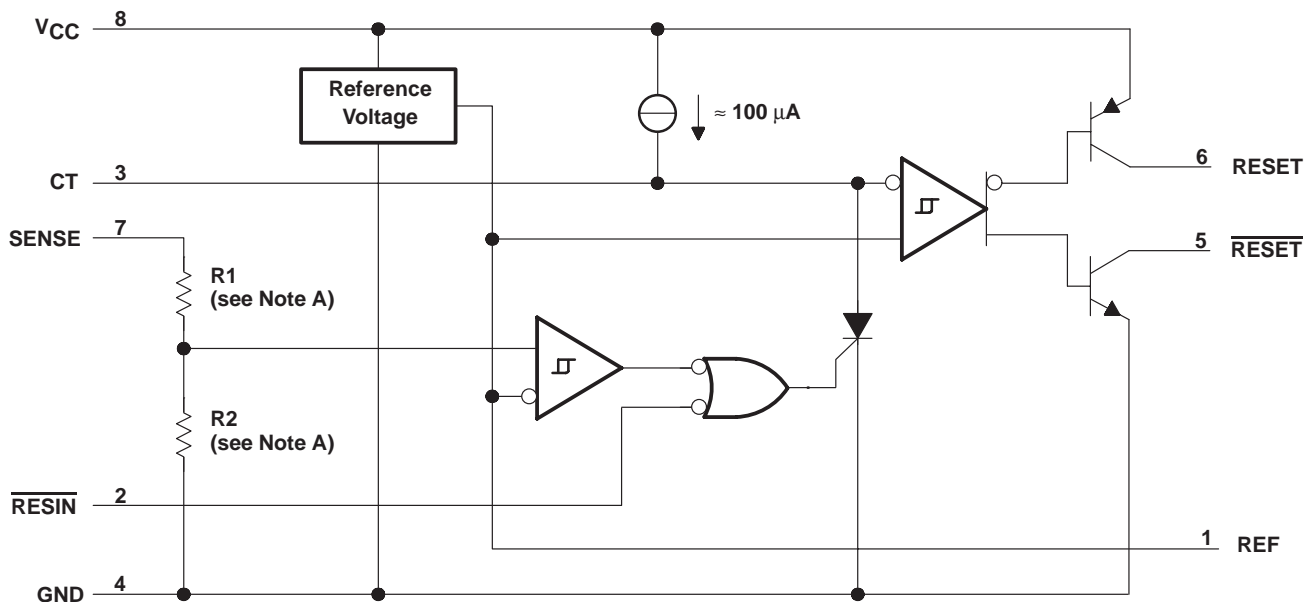 VCC 8
Reference
Voltage
≈ 100 μA
CT 3
6 RESET
SENSE 7
5 RESET
R1
(see Note A)
R2
(see Note A)
RESIN 2
1 REF
GND 4